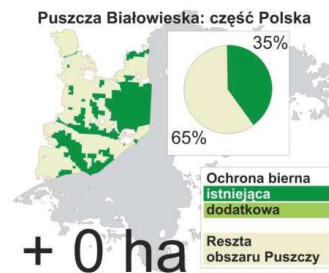 Puszcza Białowieska: część Polska
35%
65%
Ochrona bierna
istniejąca
dodatkowa
Reszta
obszaru Puszczy
+ 0 ha